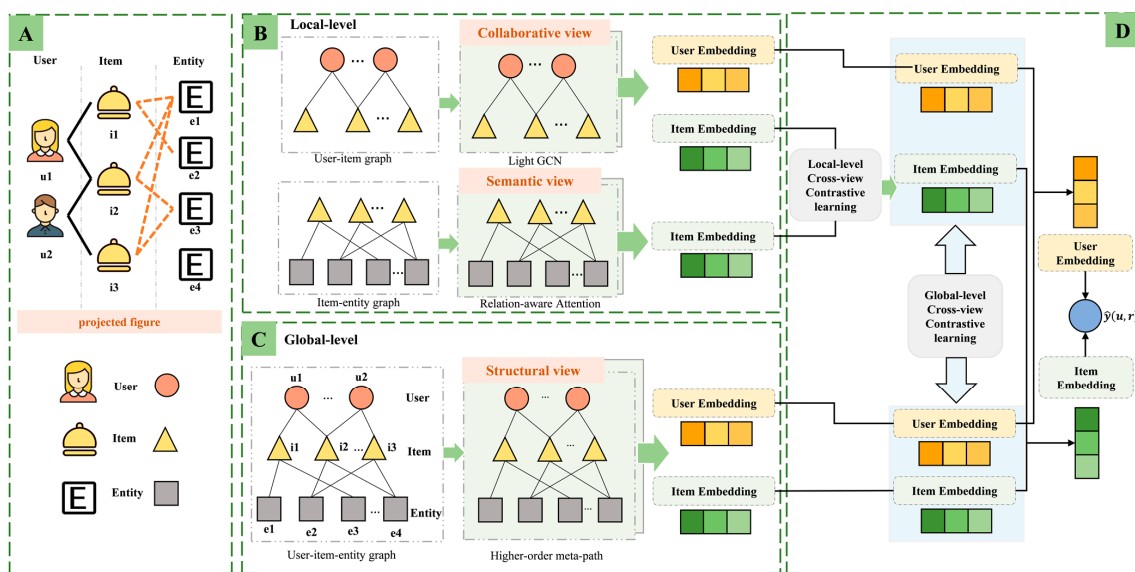 A
User
Item
Entity
i1
e1
e2
u1
i2
e3
u2
i3
e4
projected figure
User
Item
E
E
E
E
E
Entity
B
Local-level
User-item graph
Collaborative view
Light GCN
User Embedding
Item Embedding
Item-entity graph
Semantic view
Relation-aware Attention
Item Embedding
Local-level
Cross-view
Contrastive
learning
C
Global-level
u1
u2
User
i1
i2
i3
Item
Entity
e1
e2
e3
e4
User-item-entity graph
Structural view
Higher-order meta-path
User Embedding
Item Embedding
D
User Embedding
Item Embedding
Global-level
Cross-view
Contrastive
learning
User Embedding
Item Embedding
User
Embedding
ŷ(u, r)
Item
Embedding